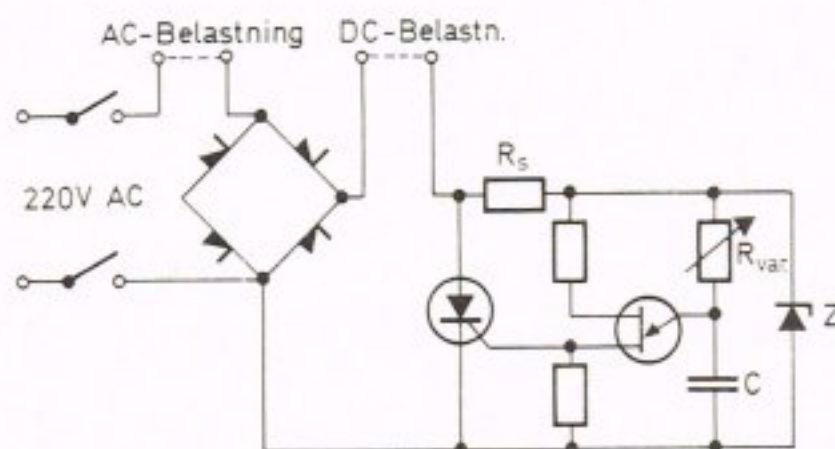 AC-Belastning
DC-Belastn.
220V AC
Rs
Rvar.
C
Z